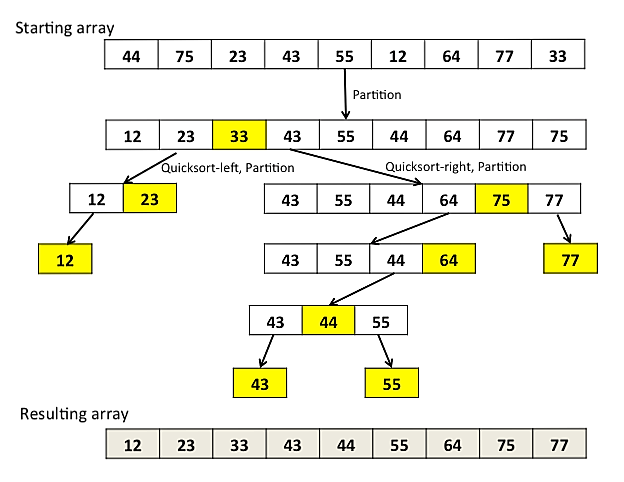 Starting array
44 75 23 43 55 12 64 77 33
Partition
12 23 33 43 55 44 64 77 75
Quicksort-left, Partition Quicksort-right, Partition
12 23 43 55 44 64 75 77
12 43 55 44 64 77
43 44 55
43 55
Resulting array
12 23 33 43 44 55 64 75 77